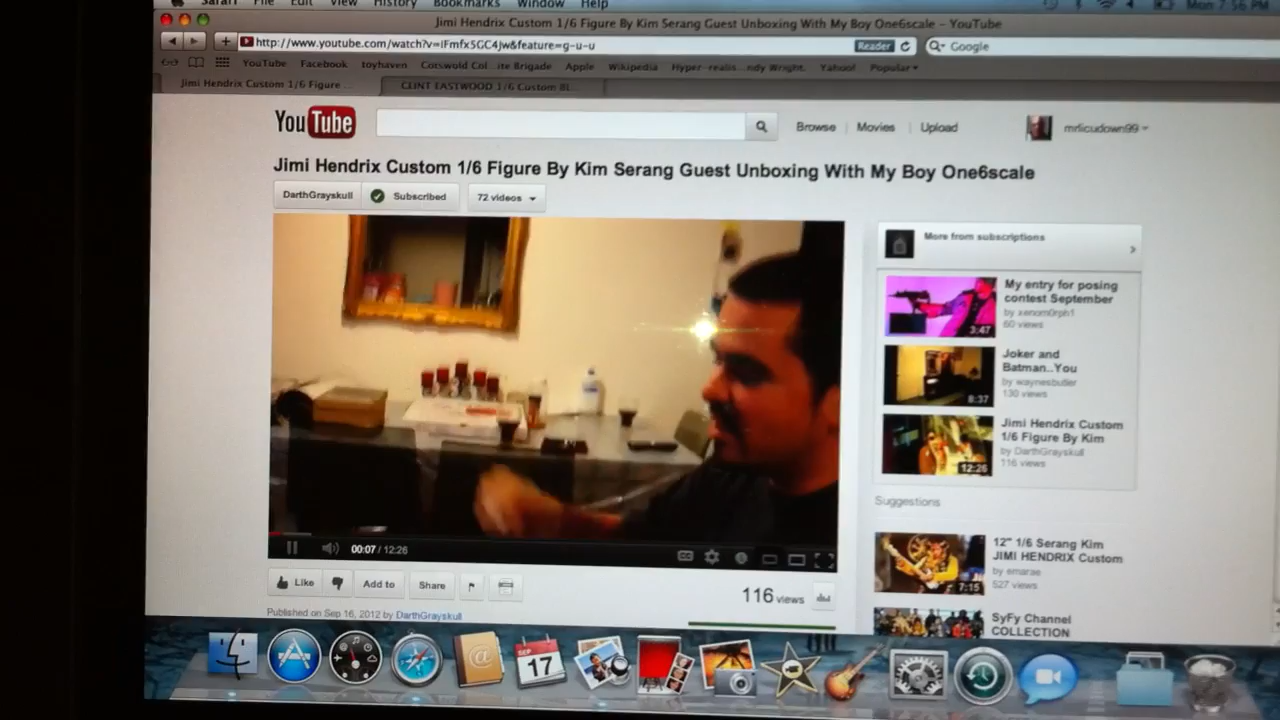 Safari File Edit View History Bookmarks Window Help Mon 7:56 PM
Jimi Hendrix Custom 1/6 Figure By Kim Serang Guest Unboxing With My Boy One6scale – YouTube
http://www.youtube.com/watch?v=iFmfx5GC4Jw&feature=g-u-u Reader Google
YouTube Facebook toyhaven Cotswold Col...ite Brigade Apple Wikipedia Hyper-realis...ndy Wright. Yahoo! Popular
Jimi Hendrix Custom 1/6 Figure ... CLINT EASTWOOD 1/6 Custom
YouTube Browse Movies Upload mrlicudown99
Jimi Hendrix Custom 1/6 Figure By Kim Serang Guest Unboxing With My Boy One6scale
DarthGrayskull Subscribed 72 videos
00:07 / 12:26
CC
Like Add to Share
116 views
Published on Sep 16, 2012 by DarthGrayskull
More from subscriptions
My entry for posing
contest September
by xenom0rph1
60 views
3:47
Joker and
Batman..You
by waynesbutler
130 views
8:37
Jimi Hendrix Custom
1/6 Figure By Kim
by DarthGrayskull
116 views
12:26
Suggestions
12" 1/6 Serang Kim
JIMI HENDRIX Custom
by emarae
527 views
7:15
SyFy Channel
COLLECTION
SEP
17